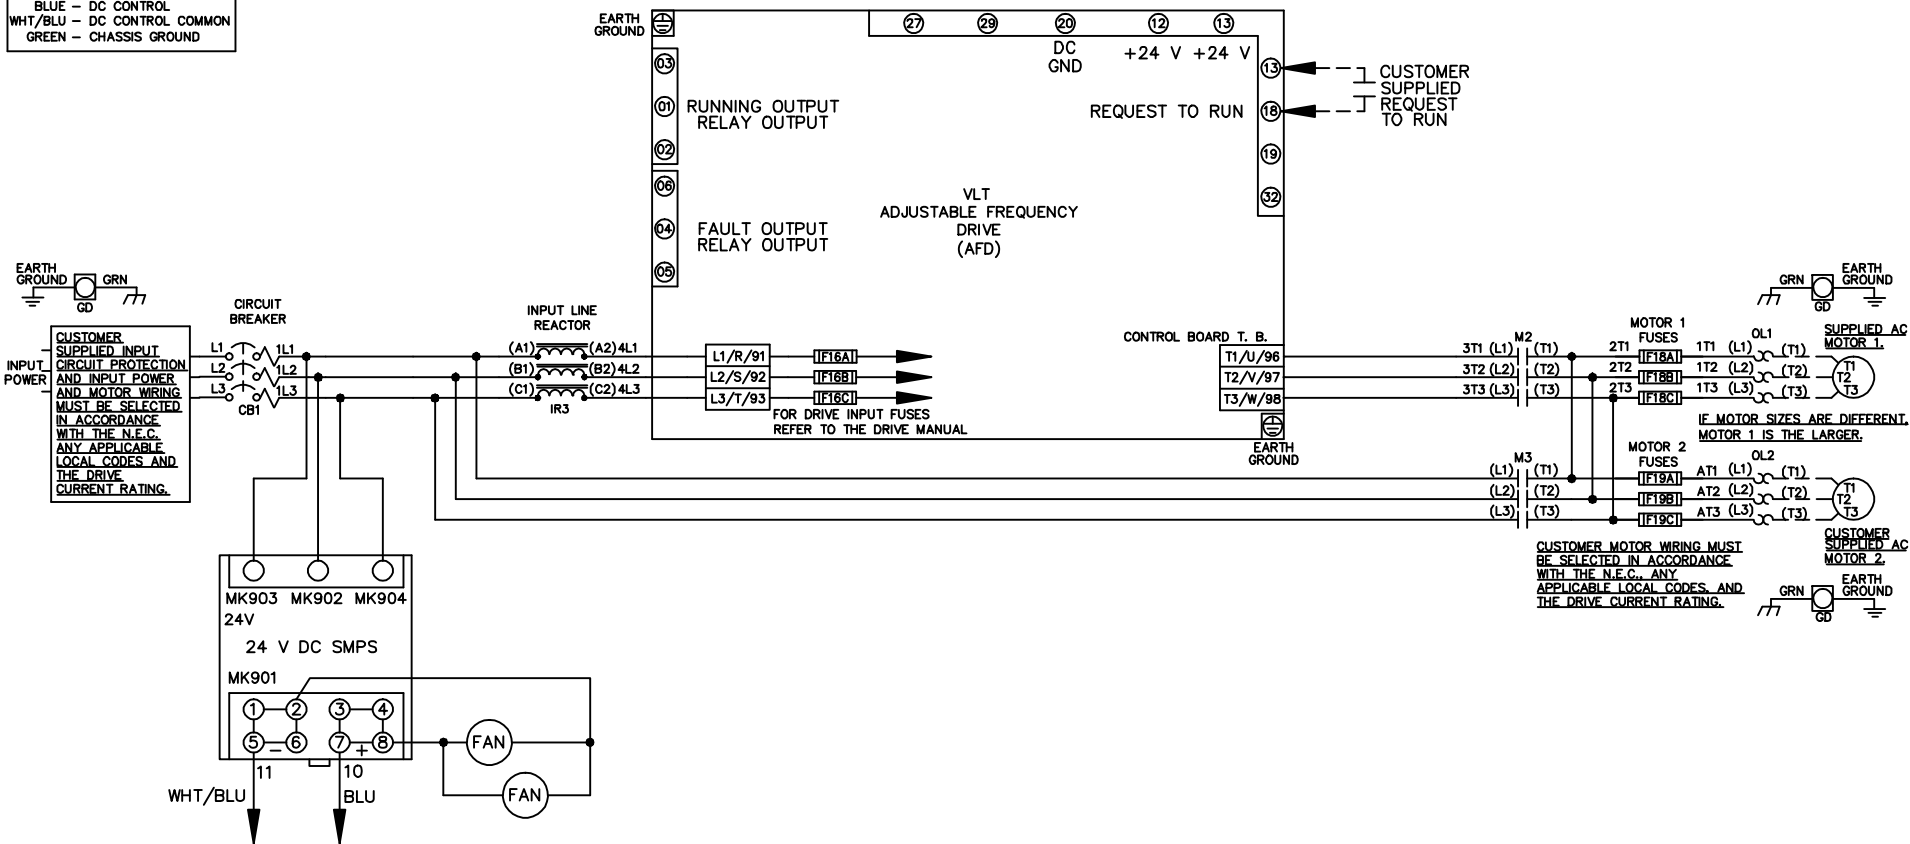 BLUE – DC CONTROL
WHT/BLU – DC CONTROL COMMON
GREEN – CHASSIS GROUND
EARTH
GROUND
03
01
02
RUNNING OUTPUT
RELAY OUTPUT
06
04
05
FAULT OUTPUT
RELAY OUTPUT
27
29
20
12
13
DC
GND
+24 V
+24 V
13
18
19
32
REQUEST TO RUN
CUSTOMER
SUPPLIED
REQUEST
TO RUN
VLT
ADJUSTABLE FREQUENCY
DRIVE
(AFD)
EARTH
GROUND
GRN
GD
INPUT
POWER
CUSTOMER
SUPPLIED INPUT
CIRCUIT PROTECTION
AND INPUT POWER
AND MOTOR WIRING
MUST BE SELECTED
IN ACCORDANCE
WITH THE N.E.C.
ANY APPLICABLE
LOCAL CODES AND
THE DRIVE
CURRENT RATING.
CIRCUIT
BREAKER
L1
1L1
L2
1L2
L3
1L3
CB1
INPUT LINE
REACTOR
(A1)
(A2)
4L1
(B1)
(B2)
4L2
(C1)
(C2)
4L3
IR3
L1/R/91
F16A
L2/S/92
F16B
L3/T/93
F16C
FOR DRIVE INPUT FUSES
REFER TO THE DRIVE MANUAL
CONTROL BOARD T. B.
T1/U/96
T2/V/97
T3/W/98
EARTH
GROUND
M2
3T1 (L1) (T1)
3T2 (L2) (T2)
3T3 (L3) (T3)
MOTOR 1
FUSES
2T1 F18A 1T1 (L1) (T1)
2T2 F18B 1T2 (L2) (T2)
2T3 F18C 1T3 (L3) (T3)
OL1
GRN
EARTH
GROUND
GD
SUPPLIED AC
MOTOR 1.
T1
T2
T3
IF MOTOR SIZES ARE DIFFERENT,
MOTOR 1 IS THE LARGER.
M3
(L1) (T1)
(L2) (T2)
(L3) (T3)
MOTOR 2
FUSES
F19A AT1 (L1) (T1)
F19B AT2 (L2) (T2)
F19C AT3 (L3) (T3)
OL2
T1
T2
T3
CUSTOMER
SUPPLIED AC
MOTOR 2.
CUSTOMER MOTOR WIRING MUST
BE SELECTED IN ACCORDANCE
WITH THE N.E.C., ANY
APPLICABLE LOCAL CODES, AND
THE DRIVE CURRENT RATING.
GRN
EARTH
GROUND
GD
MK903 MK902 MK904
24V
24 V DC SMPS
MK901
1 2 3 4
5 – 6 7 + 8
11
10
WHT/BLU
BLU
FAN
FAN